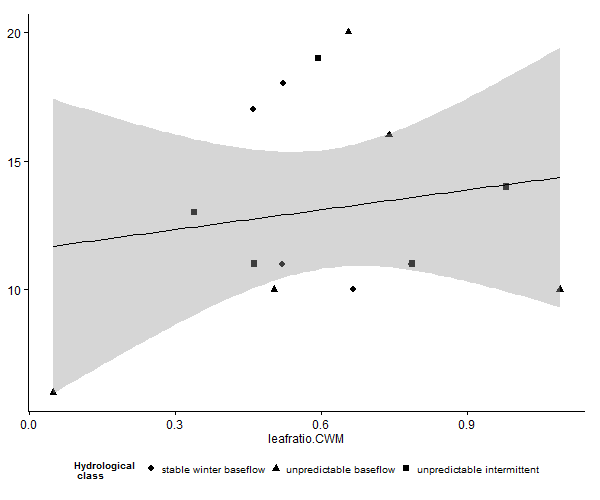 20
15
10
0.0 0.3 0.6 0.9
leafratio.CWM
Hydrological
class
stable winter baseflow unpredictable baseflow unpredictable intermittent